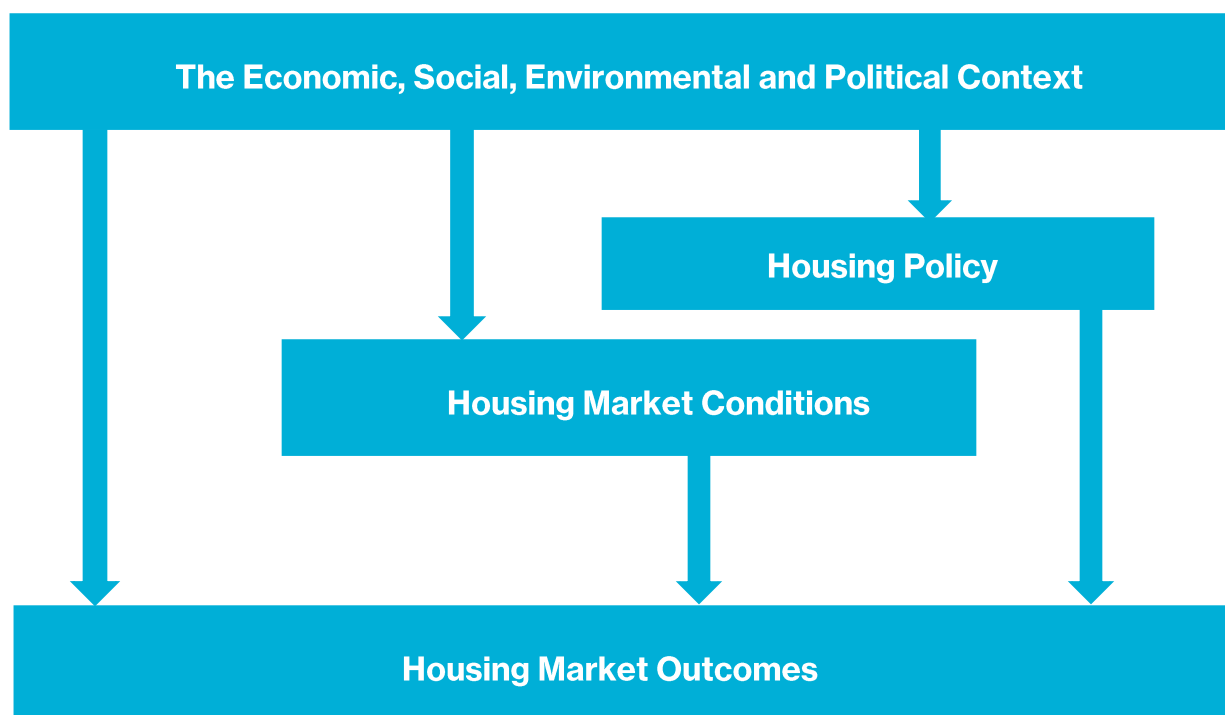 The Economic, Social, Environmental and Political Context
Housing Policy
Housing Market Conditions
Housing Market Outcomes